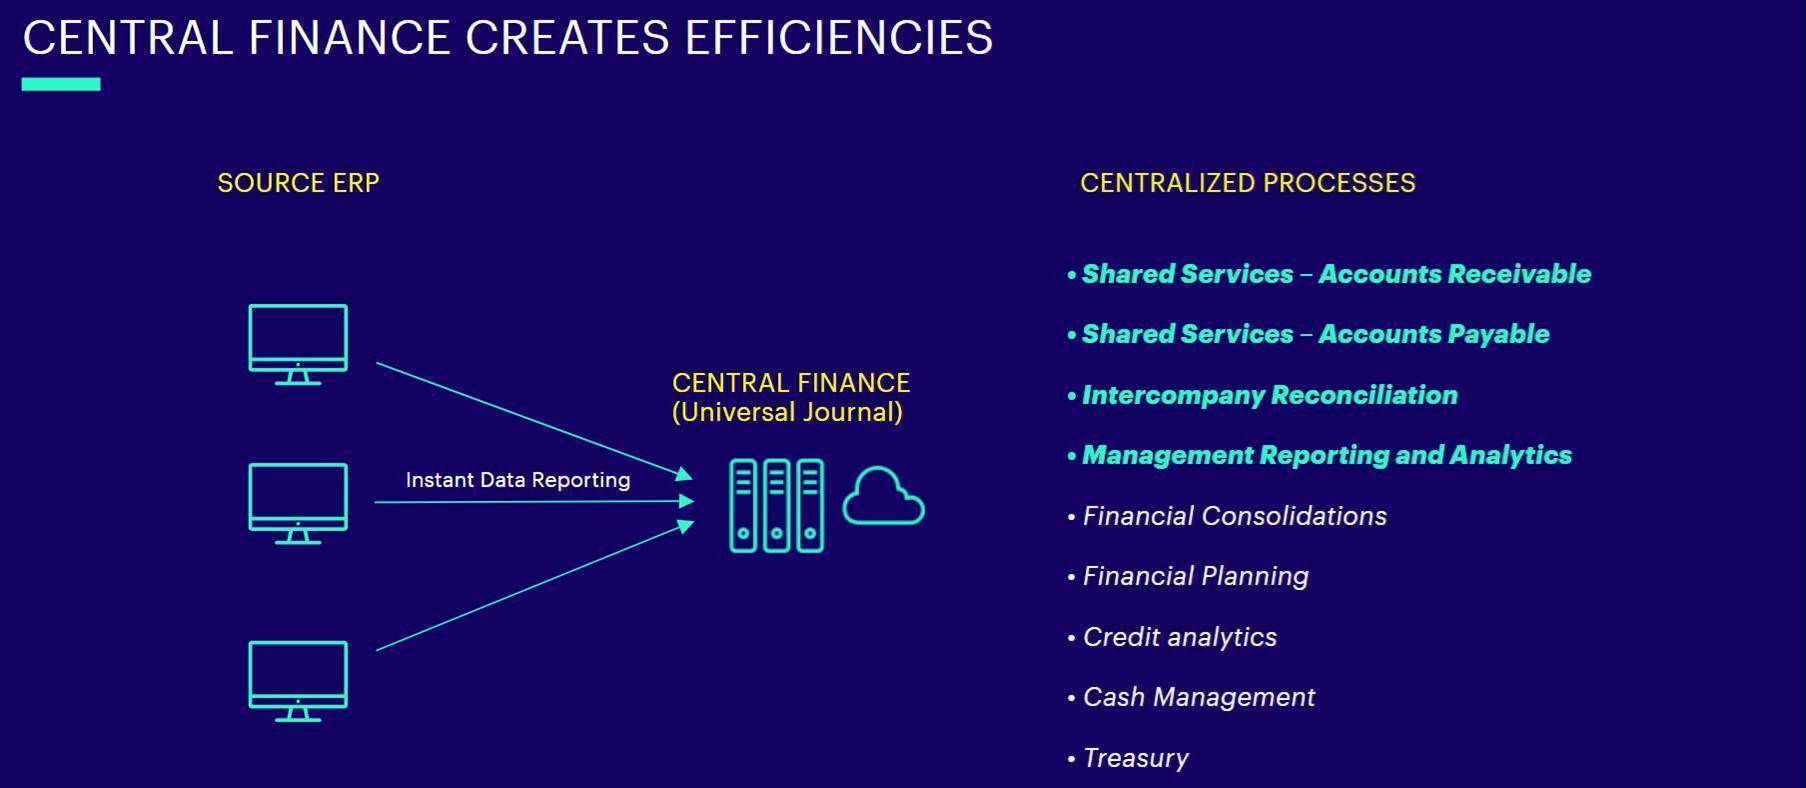 CENTRAL FINANCE CREATES EFFICIENCIES
SOURCE ERP
Instant Data Reporting
CENTRAL FINANCE
(Universal Journal)
CENTRALIZED PROCESSES
• Shared Services – Accounts Receivable
• Shared Services – Accounts Payable
• Intercompany Reconciliation
• Management Reporting and Analytics
• Financial Consolidations
• Financial Planning
• Credit analytics
• Cash Management
• Treasury